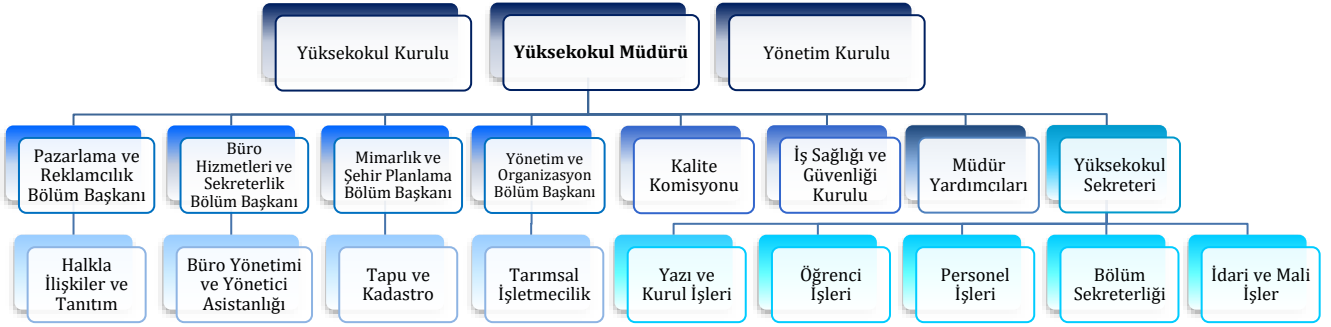 Yüksekokul Kurulu
Yüksekokul Müdürü
Yönetim Kurulu
Pazarlama ve
Reklamcılık
Bölüm Başkanı
Büro
Hizmetleri ve
Sekreterlik
Bölüm Başkanı
Mimarlık ve
Şehir Planlama
Bölüm Başkanı
Yönetim ve
Organizasyon
Bölüm Başkanı
Kalite
Komisyonu
İş Sağlığı ve
Güvenliği
Kurulu
Müdür
Yardımcıları
Yüksekokul
Sekreteri
Halkla
İlişkiler ve
Tanıtım
Büro Yönetimi
ve Yönetici
Asistanlığı
Tapu ve
Kadastro
Tarımsal
İşletmecilik
Yazı ve
Kurul İşleri
Öğrenci
İşleri
Personel
İşleri
Bölüm
Sekreterliği
İdari ve Mali
İşler